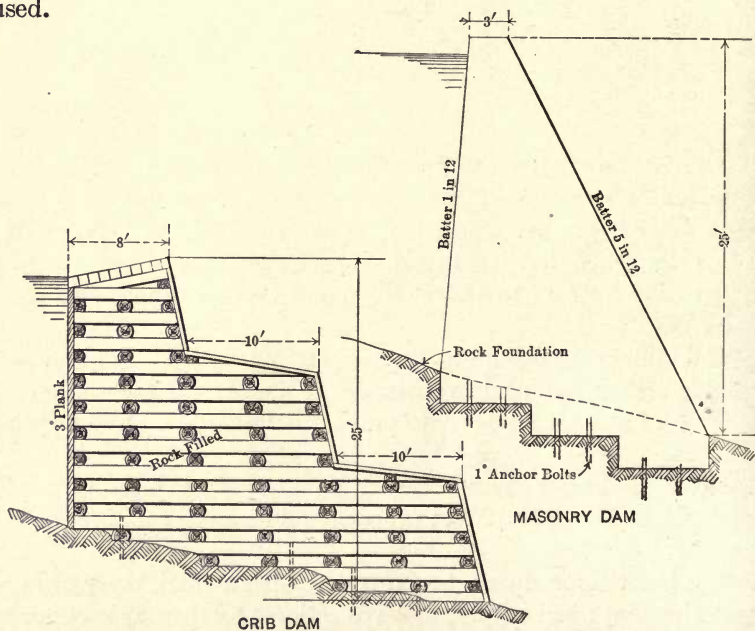 used.
3'
Batter 1 in 12
Batter 5 in 12
25'
8'
10'
Rock Foundation
3" Plank
25'
Rock Filled
10'
1" Anchor Bolts
MASONRY DAM
CRIB DAM